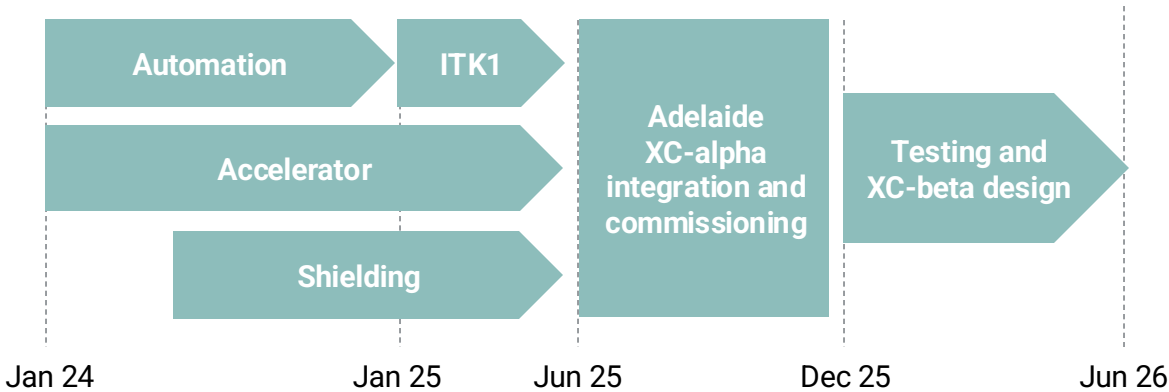 Automation
ITK1
Accelerator
Shielding
Adelaide
XC-alpha
integration and
commissioning
Testing and
XC-beta design
Jan 24
Jan 25
Jun 25
Dec 25
Jun 26